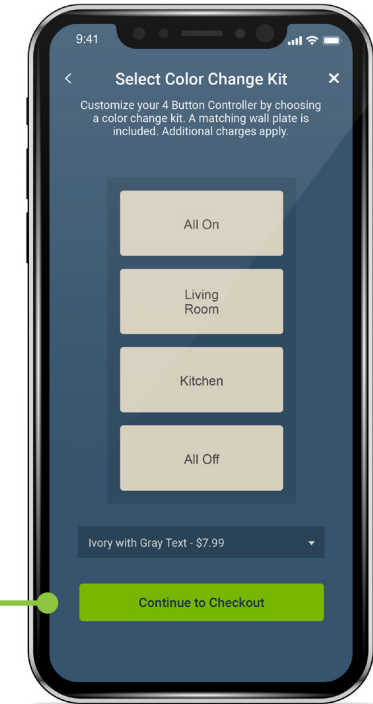 9:41
Select Color Change Kit
Customize your 4 Button Controller by choosing
a color change kit. A matching wall plate is
included. Additional charges apply.
All On
Living
Room
Kitchen
All Off
Ivory with Gray Text - $7.99
Continue to Checkout